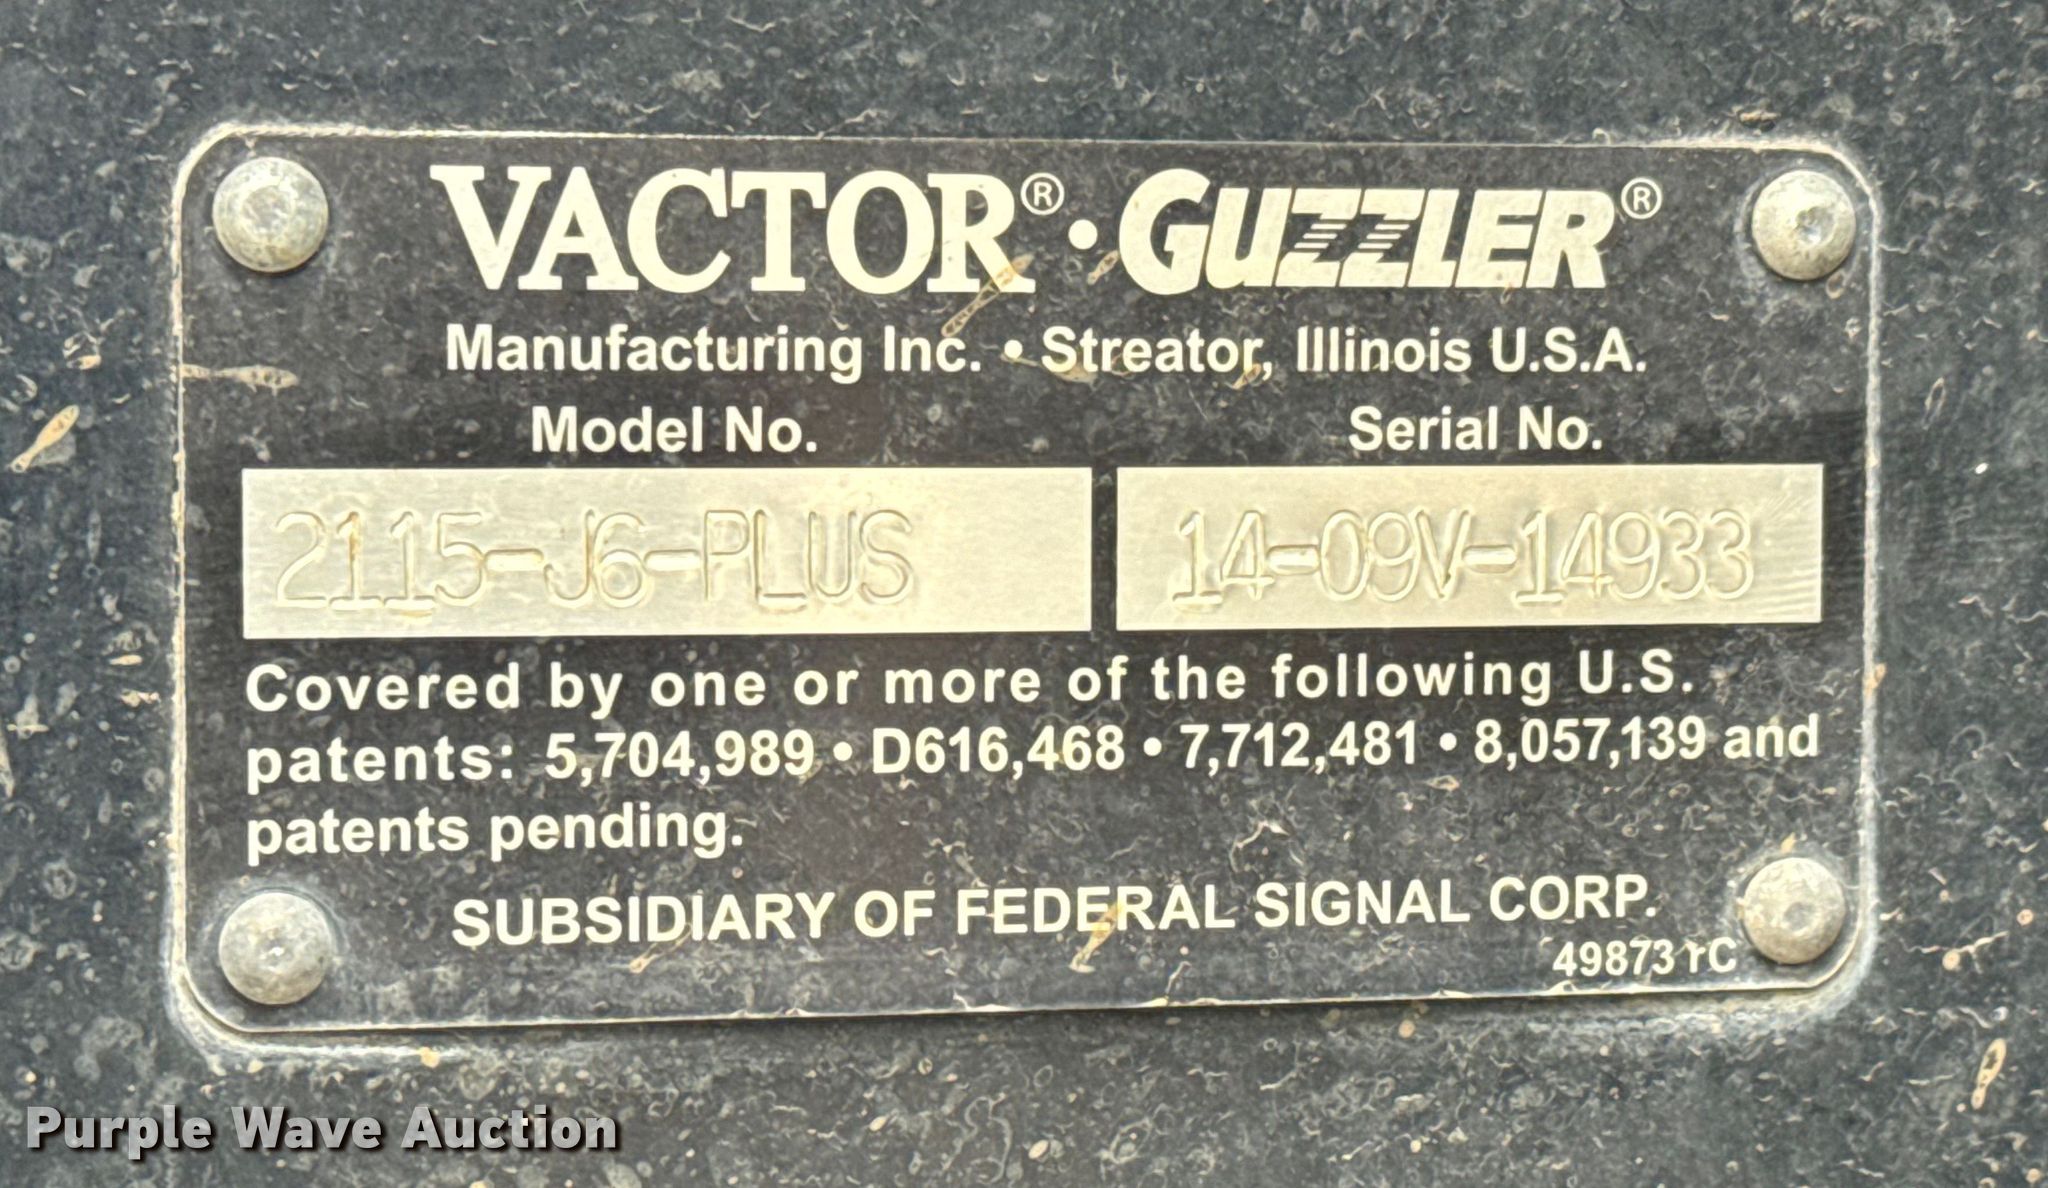 VACTOR® • GUZZLER®
Manufacturing Inc. • Streator, Illinois U.S.A.
Model No. Serial No.
2115-J6-PLUS 14-09V-14933
Covered by one or more of the following U.S.
patents: 5,704,989 • D616,468 • 7,712,481 • 8,057,139 and
patents pending.
SUBSIDIARY OF FEDERAL SIGNAL CORP.
49873 rC
Purple Wave Auction